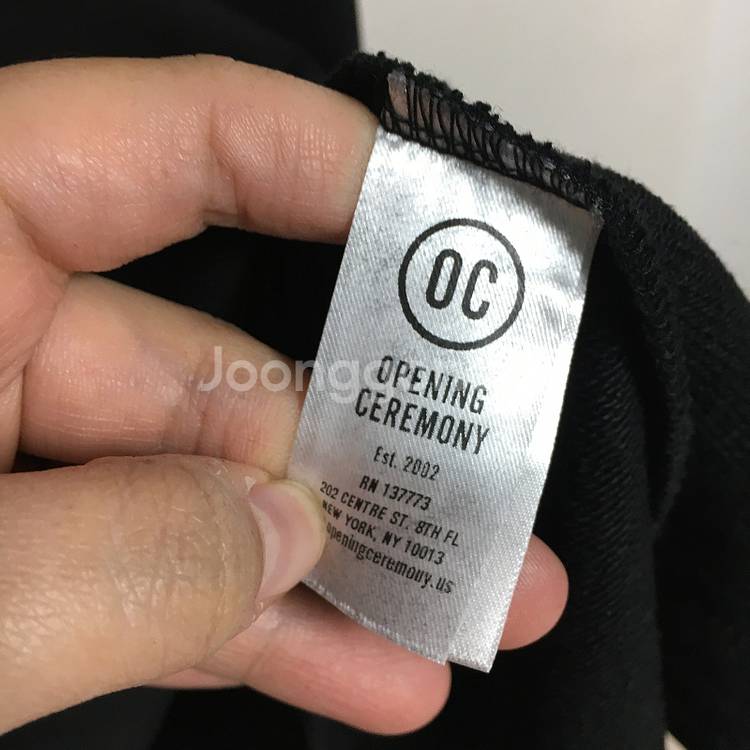 OC
OPENING
CEREMONY
Est. 2002
RN 137773
202 CENTRE ST. 8TH FL
NEW YORK, NY 10013
openingceremony.us